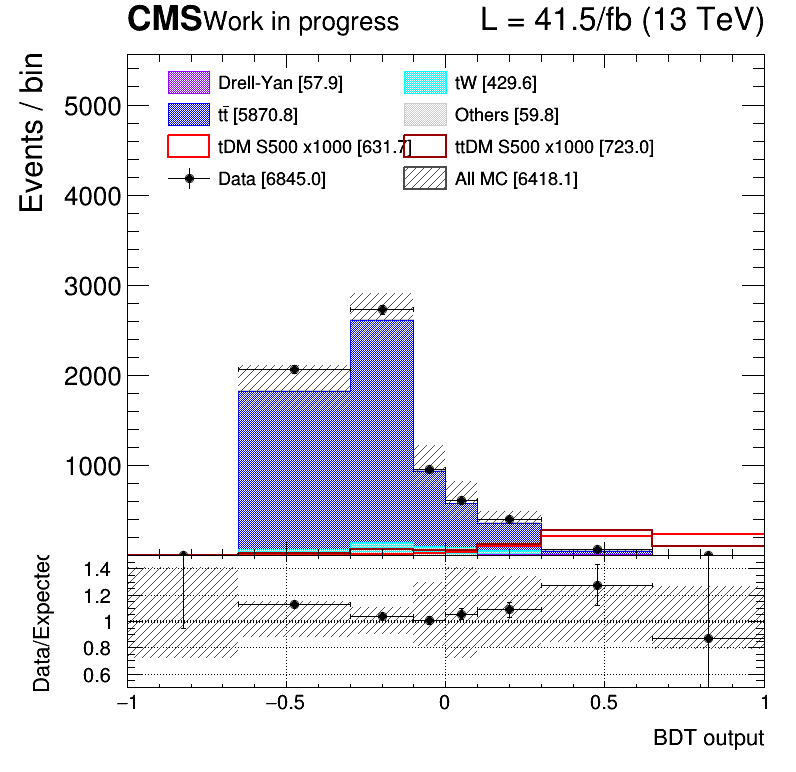 CMS Work in progress L = 41.5/fb (13 TeV)
Events / bin
5000
4000
3000
2000
1000
Drell-Yan [57.9] tW [429.6]
tt̄ [5870.8] Others [59.8]
tDM S500 x1000 [631.7] ttDM S500 x1000 [723.0]
Data [6845.0] All MC [6418.1]
Data/Expected
1.4
1.2
1
0.8
0.6
−1 −0.5 0 0.5 1
BDT output